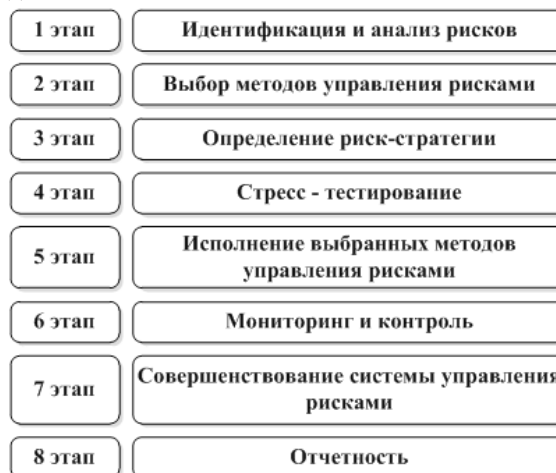 1 этап
Идентификация и анализ рисков
2 этап
Выбор методов управления рисками
3 этап
Определение риск-стратегии
4 этап
Стресс - тестирование
5 этап
Исполнение выбранных методов
управления рисками
6 этап
Мониторинг и контроль
7 этап
Совершенствование системы управления
рисками
8 этап
Отчетность